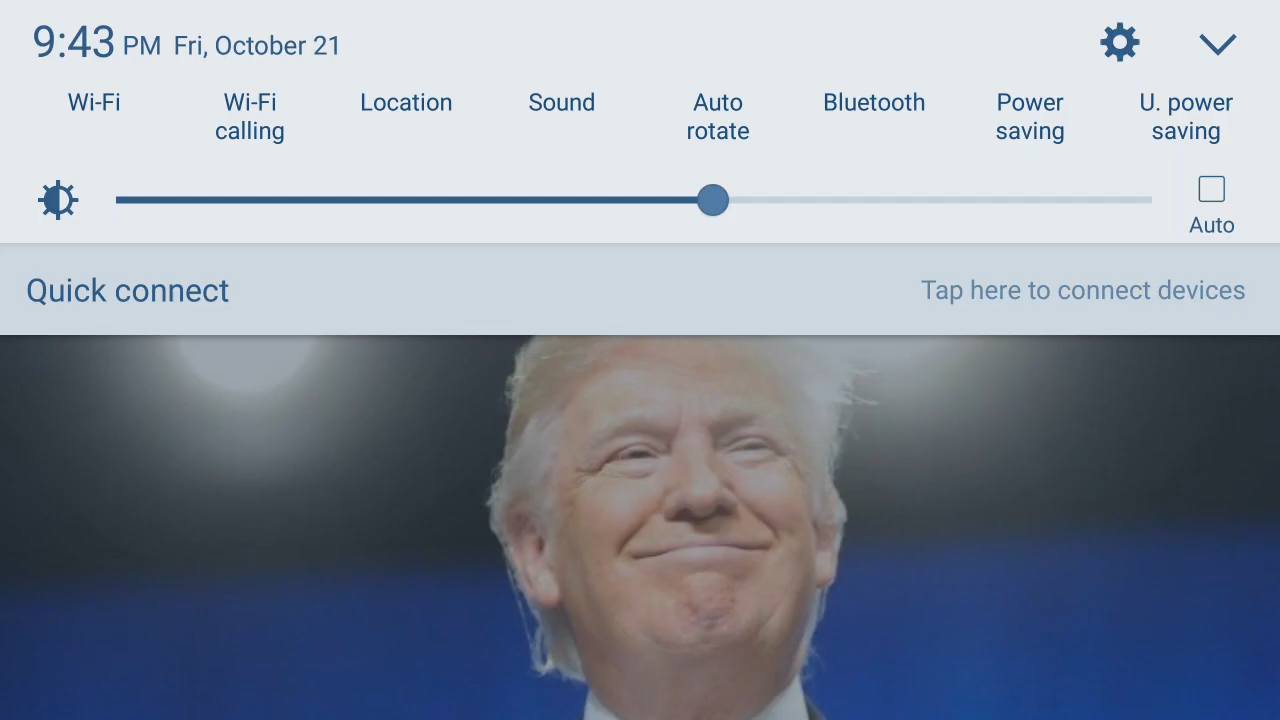 9:43 PM Fri, October 21
Wi-Fi
Wi-Fi
calling
Location
Sound
Auto
rotate
Bluetooth
Power
saving
U. power
saving
Auto
Quick connect
Tap here to connect devices